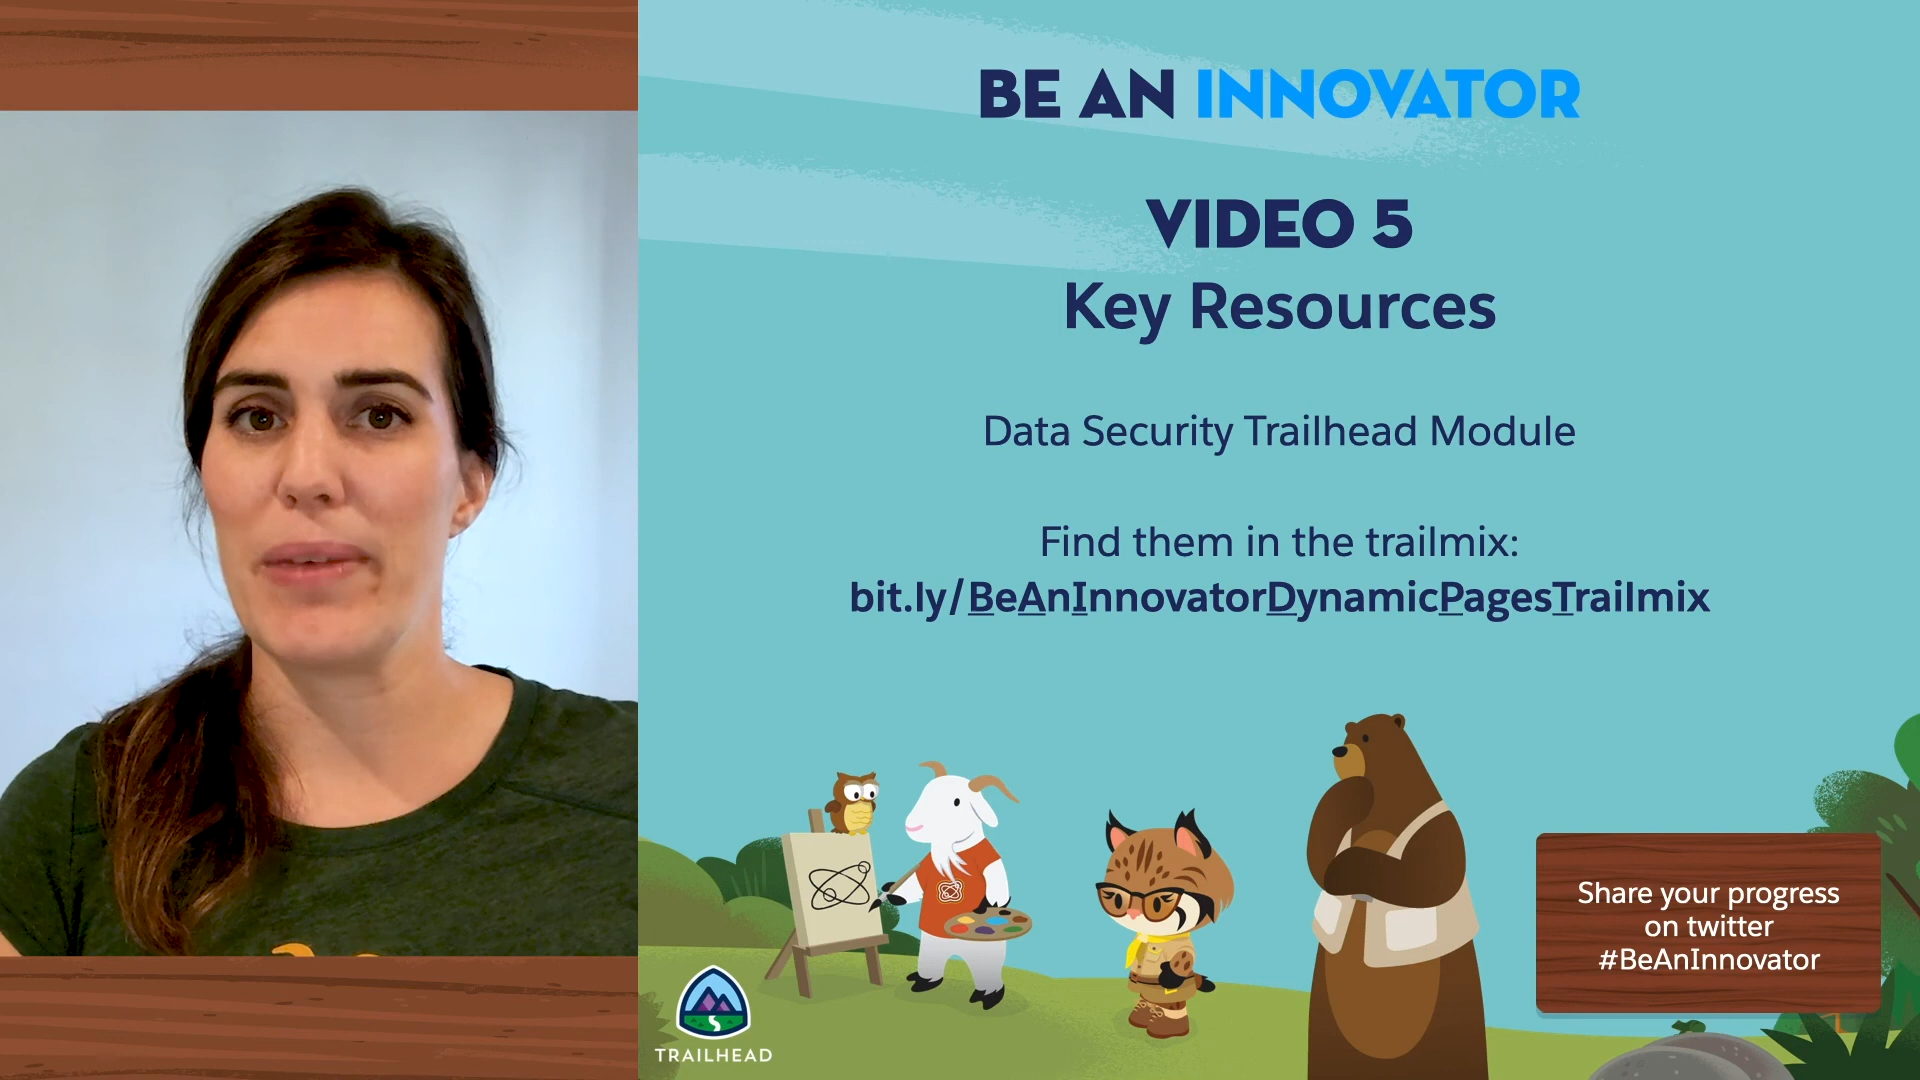 BE AN INNOVATOR
VIDEO 5
Key Resources
Data Security Trailhead Module
Find them in the trailmix:
bit.ly/BeAnInnovatorDynamicPagesTrailmix
Share your progress
on twitter
#BeAnInnovator
TRAILHEAD